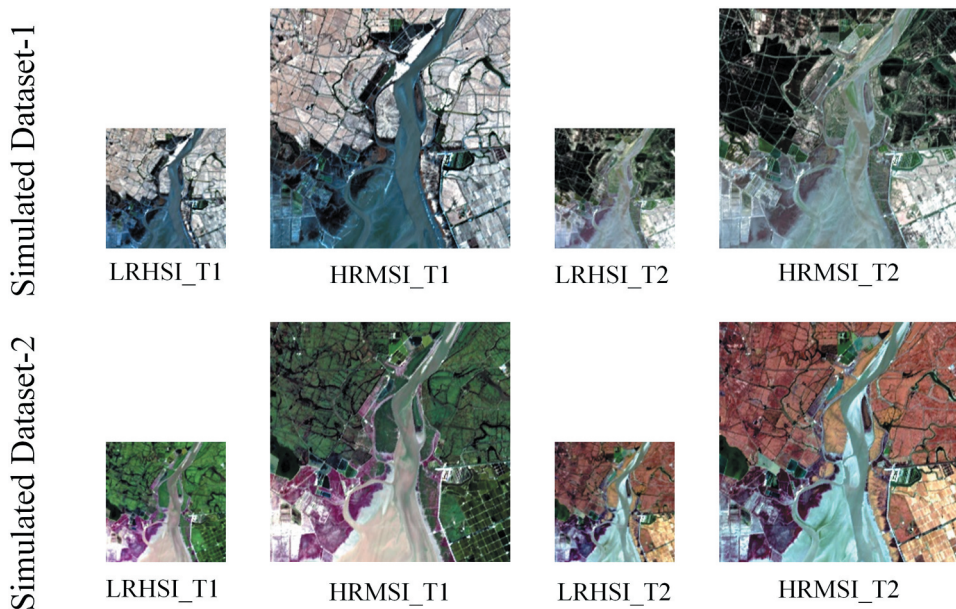 Simulated Dataset-1
LRHSI_T1
HRMSI_T1
LRHSI_T2
HRMSI_T2
Simulated Dataset-2
LRHSI_T1
HRMSI_T1
LRHSI_T2
HRMSI_T2